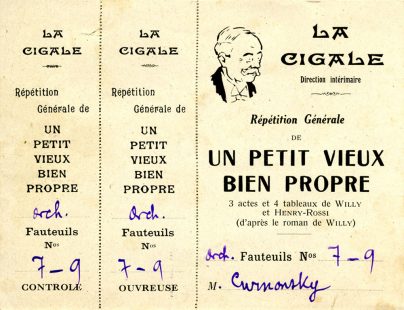 LA
CIGALE
Répétition
Générale de
UN
PETIT
VIEUX
BIEN
PROPRE
orch.
Fauteuils
Nos
7-9
CONTROLE
LA
CIGALE
Répétition
Générale de
UN
PETIT
VIEUX
BIEN
PROPRE
orch.
Fauteuils
Nos
7-9
OUVREUSE
LA
CIGALE
Direction intérimaire
Répétition Générale
DE
UN PETIT VIEUX
BIEN PROPRE
3 actes et 4 tableaux de WILLY
et HENRY-ROSSI
(d'après le roman de WILLY)
orch. Fauteuils Nos 7-9
M. Curnonsky